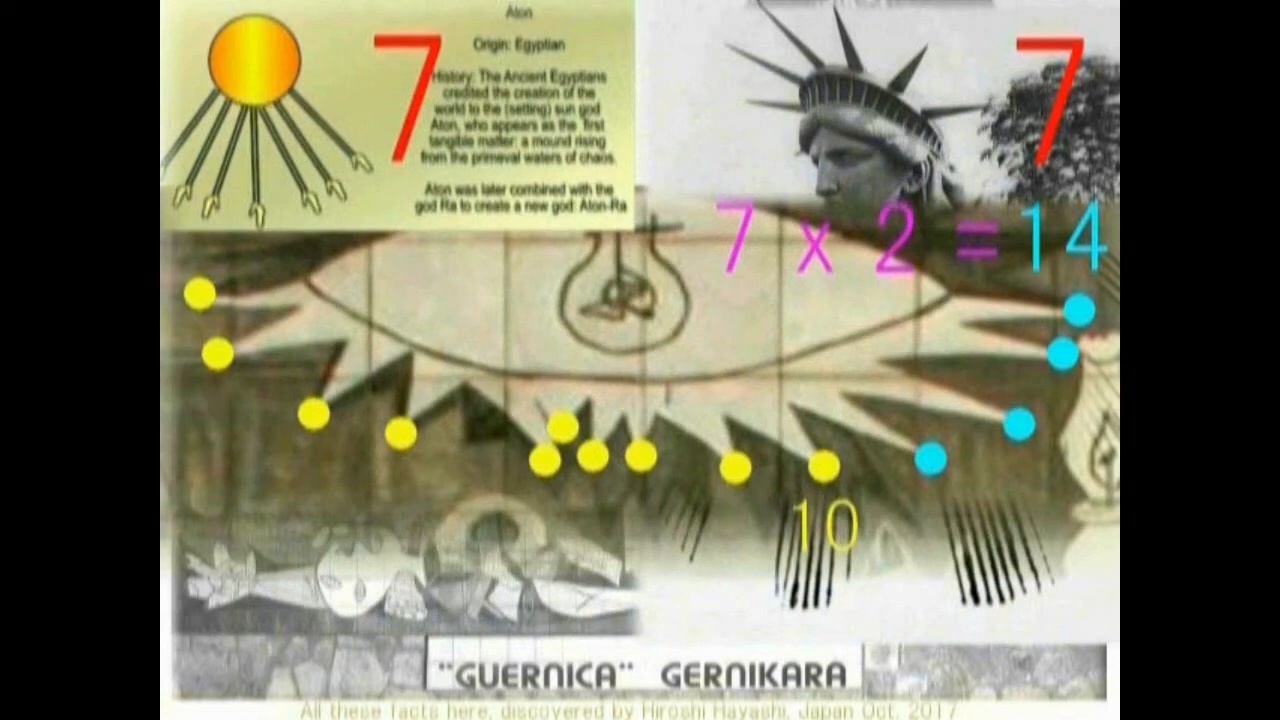 Aton
Origin: Egyptian
History: The Ancient Egyptians
credited the creation of the
world to the (setting) sun god
Aton, who appears as the first
tangible matter: a mound rising
from the primeval waters of chaos.
Aton was later combined with the
god Ra to create a new god: Aton-Ra
7
7
7 x 2 = 14
10
"GUERNICA" GERNIKARA
All these facts here, discovered by Hiroshi Hayashi, Japan Oct. 2017